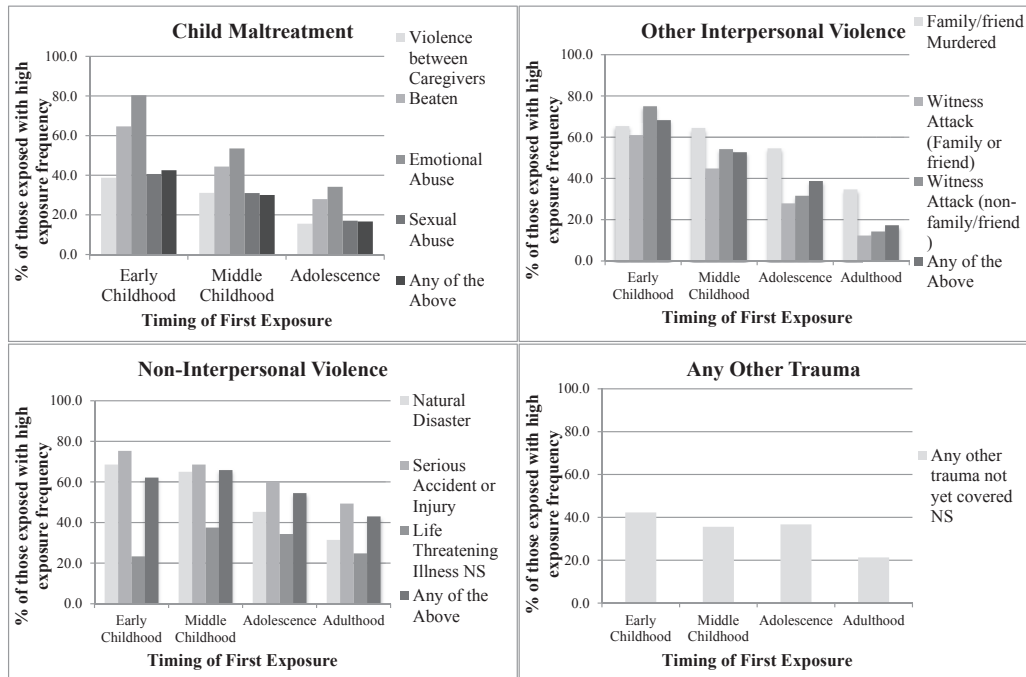 Child Maltreatment
% of those exposed with high
exposure frequency
100.0
80.0
60.0
40.0
20.0
0.0
Early
Childhood
Middle
Childhood
Adolescence
Timing of First Exposure
Violence
between
Caregivers
Beaten
Emotional
Abuse
Sexual
Abuse
Any of the
Above
Other Interpersonal Violence
% of those exposed with high
exposure frequency
100.0
80.0
60.0
40.0
20.0
0.0
Early
Childhood
Middle
Childhood
Adolescence
Adulthood
Timing of First Exposure
Family/friend
Murdered
Witness
Attack
(Family or
friend)
Witness
Attack (non-
family/friend
)
Any of the
Above
Non-Interpersonal Violence
% of those exposed with high
exposure frequency
100.0
80.0
60.0
40.0
20.0
0.0
Early
Childhood
Middle
Childhood
Adolescence
Adulthood
Timing of First Exposure
Natural
Disaster
Serious
Accident or
Injury
Life
Threatening
Illness NS
Any of the
Above
Any Other Trauma
% of those exposed with high
exposure frequency
100.0
80.0
60.0
40.0
20.0
0.0
Early
Childhood
Middle
Childhood
Adolescence
Adulthood
Timing of First Exposure
Any other
trauma not
yet covered
NS